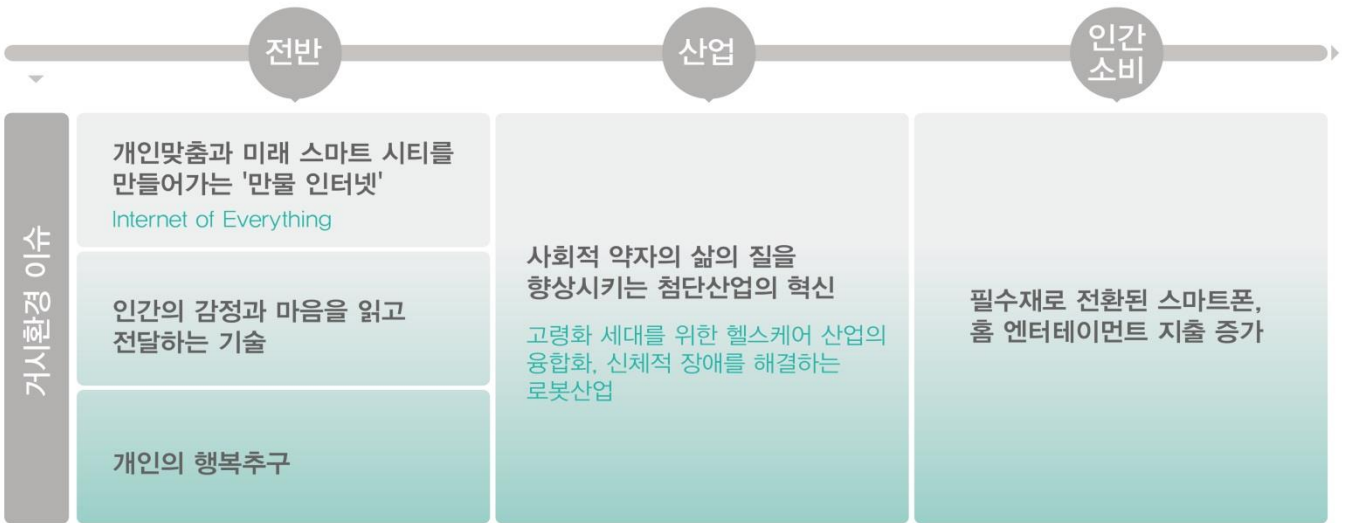 전반
산업
인간
소비
거시환경 이슈
개인맞춤과 미래 스마트 시티를
만들어가는 '만물 인터넷'
Internet of Everything
인간의 감정과 마음을 읽고
전달하는 기술
개인의 행복추구
사회적 약자의 삶의 질을
향상시키는 첨단산업의 혁신
고령화 세대를 위한 헬스케어 산업의
융합화, 신체적 장애를 해결하는
로봇산업
필수재로 전환된 스마트폰,
홈 엔터테이먼트 지출 증가